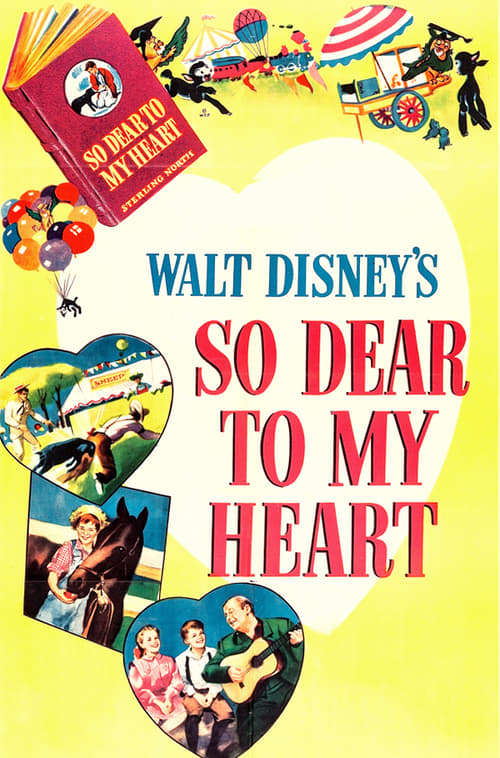 SO DEAR TO
MY HEART
STERLING NORTH
© W.D.P.
SHEEP
WALT DISNEY'S
SO DEAR
TO MY
HEART